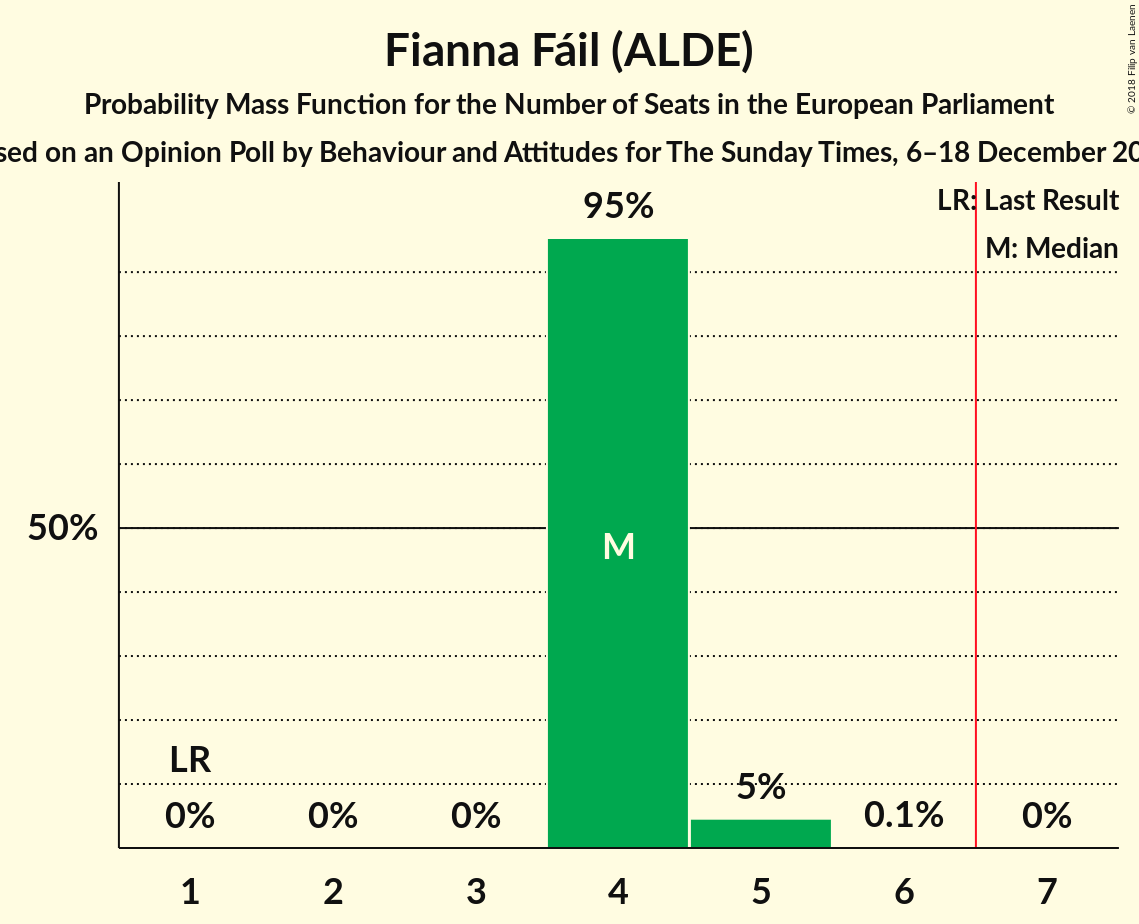 Fianna Fáil (ALDE)
Probability Mass Function for the Number of Seats in the European Parliament
on an Opinion Poll by Behaviour and Attitudes for The Sunday Times, 6–18 December
© 2018 Filip van Laenen
LR: Last Result
M: Median
95%
50%
M
LR
0% 0% 0% 5% 0.1% 0%
1 2 3 4 5 6 7